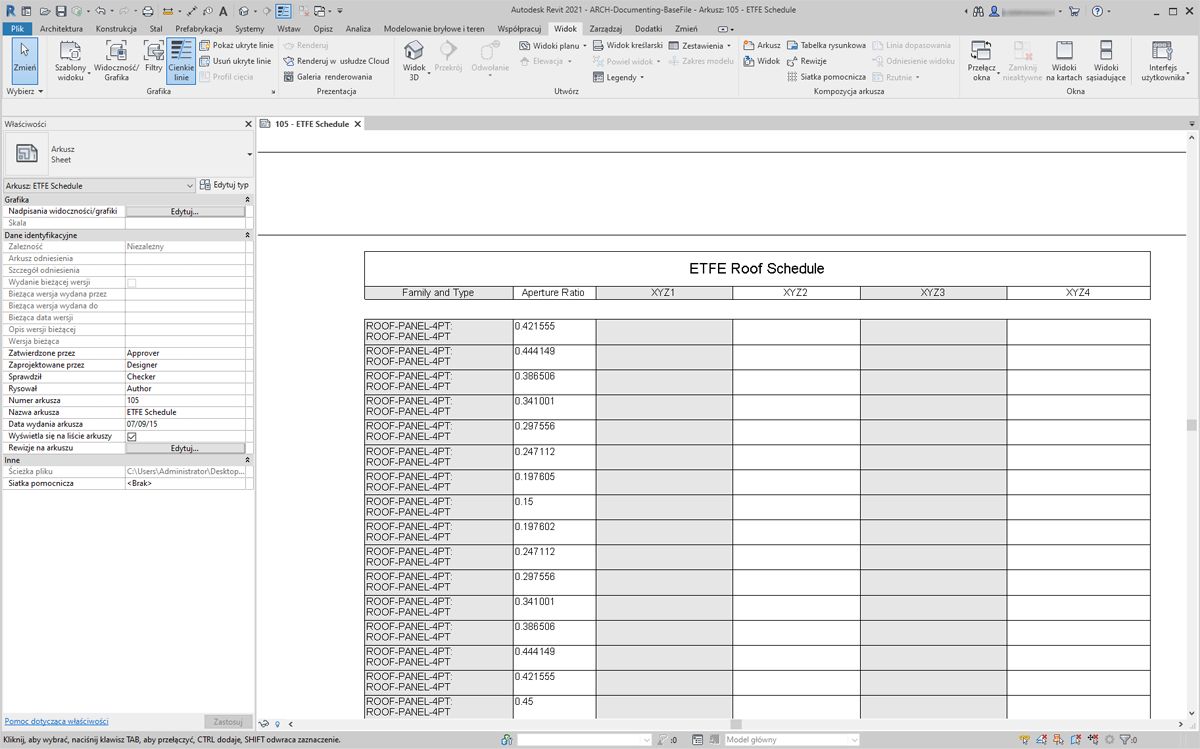 Autodesk Revit 2021 - ARCH-Documenting-BaseFile - Arkusz: 105 - ETFE Schedule
Plik Architektura Konstrukcja Stal Prefabrykacja Systemy Wstaw Opisz Analiza Modelowanie bryłowe i teren Współpracuj Widok Zarządzaj Dodatki Zmień
Zmień
Wybierz
Szablony widoku
Widoczność/ Grafika
Filtry
Cienkie linie
Pokaż ukryte linie
Usuń ukryte linie
Profil cięcia
Grafika
Renderuj
Renderuj w usłudze Cloud
Galeria renderowania
Prezentacja
Widok 3D
Przekrój
Odwołanie
Widoki planu
Elewacja
Widok kreślarski
Powiel widok
Legendy
Zestawienia
Zakres modelu
Utwórz
Arkusz
Widok
Tabelka rysunkowa
Rewizje
Siatka pomocnicza
Linia dopasowania
Odniesienie widoku
Rzutnie
Kompozycja arkusza
Przełącz okna
Zamknij nieaktywne
Widoki na kartach
Widoki sąsiadujące
Okna
Interfejs użytkownika
Właściwości
105 - ETFE Schedule
Arkusz
Sheet
Arkusz: ETFE Schedule
Edytuj typ
Grafika
Nadpisania widoczności/grafiki Edytuj...
Skala
Dane identyfikacyjne
Zależność Niezależny
Arkusz odniesienia
Szczegół odniesienia
Wydanie bieżącej wersji
Bieżąca wersja wydana przez
Bieżąca wersja wydana do
Bieżąca data wersji
Opis wersji bieżącej
Wersja bieżąca
Zatwierdzone przez Approver
Zaprojektowane przez Designer
Sprawdził Checker
Rysował Author
Numer arkusza 105
Nazwa arkusza ETFE Schedule
Data wydania arkusza 07/09/15
Wyświetla się na liście arkuszy
Rewizje na arkuszu Edytuj...
Inne
Ścieżka pliku C:\Users\Administrator\Desktop...
Siatka pomocnicza <Brak>
ETFE Roof Schedule
Family and Type Aperture Ratio XYZ1 XYZ2 XYZ3 XYZ4
ROOF-PANEL-4PT: 0.421555
ROOF-PANEL-4PT
ROOF-PANEL-4PT: 0.444149
ROOF-PANEL-4PT
ROOF-PANEL-4PT: 0.386506
ROOF-PANEL-4PT
ROOF-PANEL-4PT: 0.341001
ROOF-PANEL-4PT
ROOF-PANEL-4PT: 0.297556
ROOF-PANEL-4PT
ROOF-PANEL-4PT: 0.247112
ROOF-PANEL-4PT
ROOF-PANEL-4PT: 0.197605
ROOF-PANEL-4PT
ROOF-PANEL-4PT: 0.15
ROOF-PANEL-4PT
ROOF-PANEL-4PT: 0.197602
ROOF-PANEL-4PT
ROOF-PANEL-4PT: 0.247112
ROOF-PANEL-4PT
ROOF-PANEL-4PT: 0.297556
ROOF-PANEL-4PT
ROOF-PANEL-4PT: 0.341001
ROOF-PANEL-4PT
ROOF-PANEL-4PT: 0.386506
ROOF-PANEL-4PT
ROOF-PANEL-4PT: 0.444149
ROOF-PANEL-4PT
ROOF-PANEL-4PT: 0.421555
ROOF-PANEL-4PT
ROOF-PANEL-4PT: 0.45
ROOF-PANEL-4PT
Pomoc dotycząca właściwości Zastosuj
Kliknij, aby wybrać, naciśnij klawisz TAB, aby przełączyć, CTRL dodaje, SHIFT odwraca zaznaczenie. :0 Model główny :0